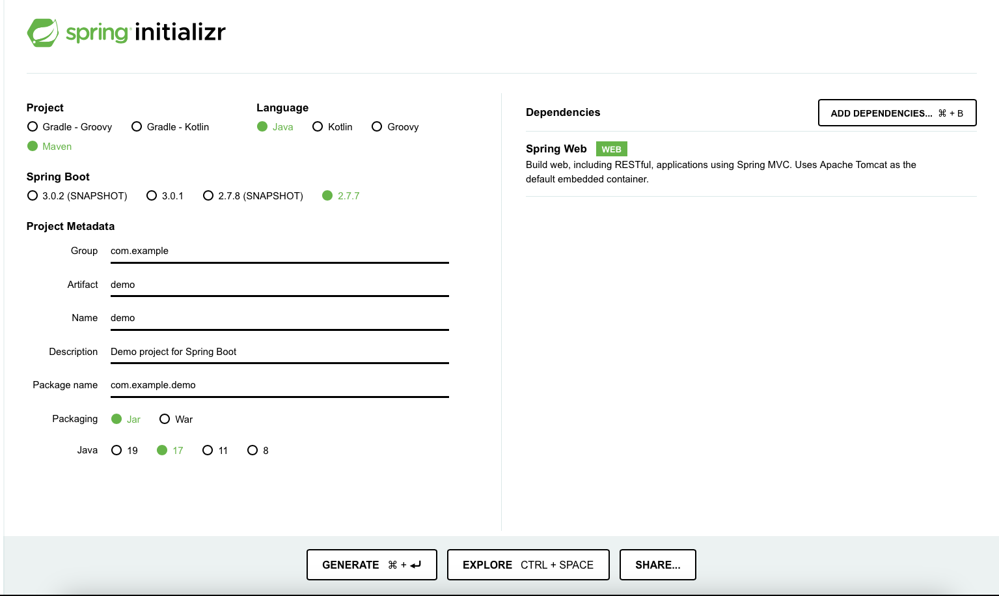 spring initializr
Project
Gradle - Groovy
Gradle - Kotlin
Maven
Language
Java
Kotlin
Groovy
Spring Boot
3.0.2 (SNAPSHOT)
3.0.1
2.7.8 (SNAPSHOT)
2.7.7
Project Metadata
Group com.example
Artifact demo
Name demo
Description Demo project for Spring Boot
Package name com.example.demo
Packaging Jar War
Java 19 17 11 8
Dependencies
ADD DEPENDENCIES... ⌘ + B
Spring Web WEB
Build web, including RESTful, applications using Spring MVC. Uses Apache Tomcat as the
default embedded container.
GENERATE ⌘ + ↵
EXPLORE CTRL + SPACE
SHARE...